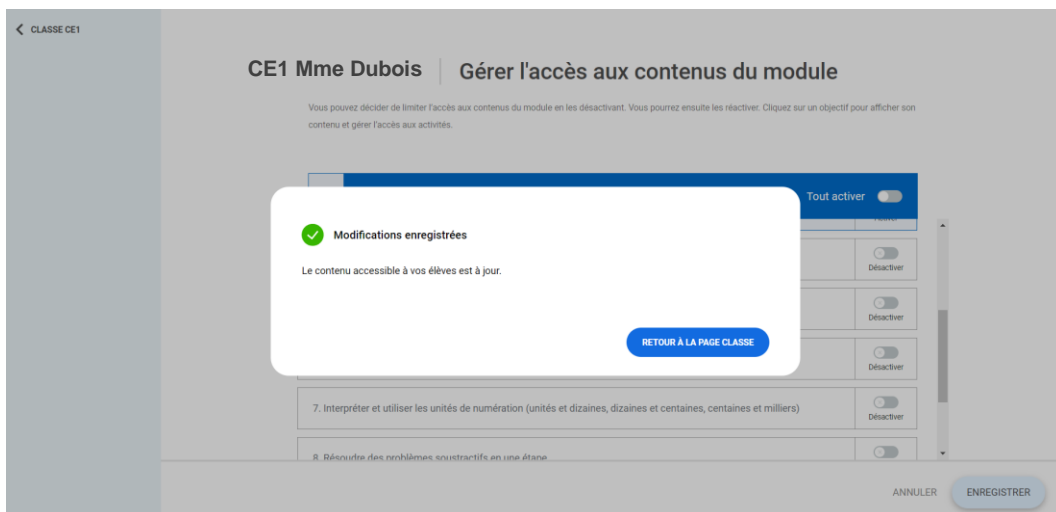 CLASSE CE1
CE1 Mme Dubois
Gérer l'accès aux contenus du module
Vous pouvez décider de limiter l'accès aux contenus du module en les désactivant. Vous pourrez ensuite les réactiver. Cliquez sur un objectif pour afficher son
contenu et gérer l'accès aux activités.
Tout activer
Modifications enregistrées
Le contenu accessible à vos élèves est à jour.
RETOUR À LA PAGE CLASSE
Désactiver
Désactiver
Désactiver
7. Interpréter et utiliser les unités de numération (unités et dizaines, dizaines et centaines, centaines et milliers)
Désactiver
8. Résoudre des problèmes soustractifs en une étape
ANNULER
ENREGISTRER